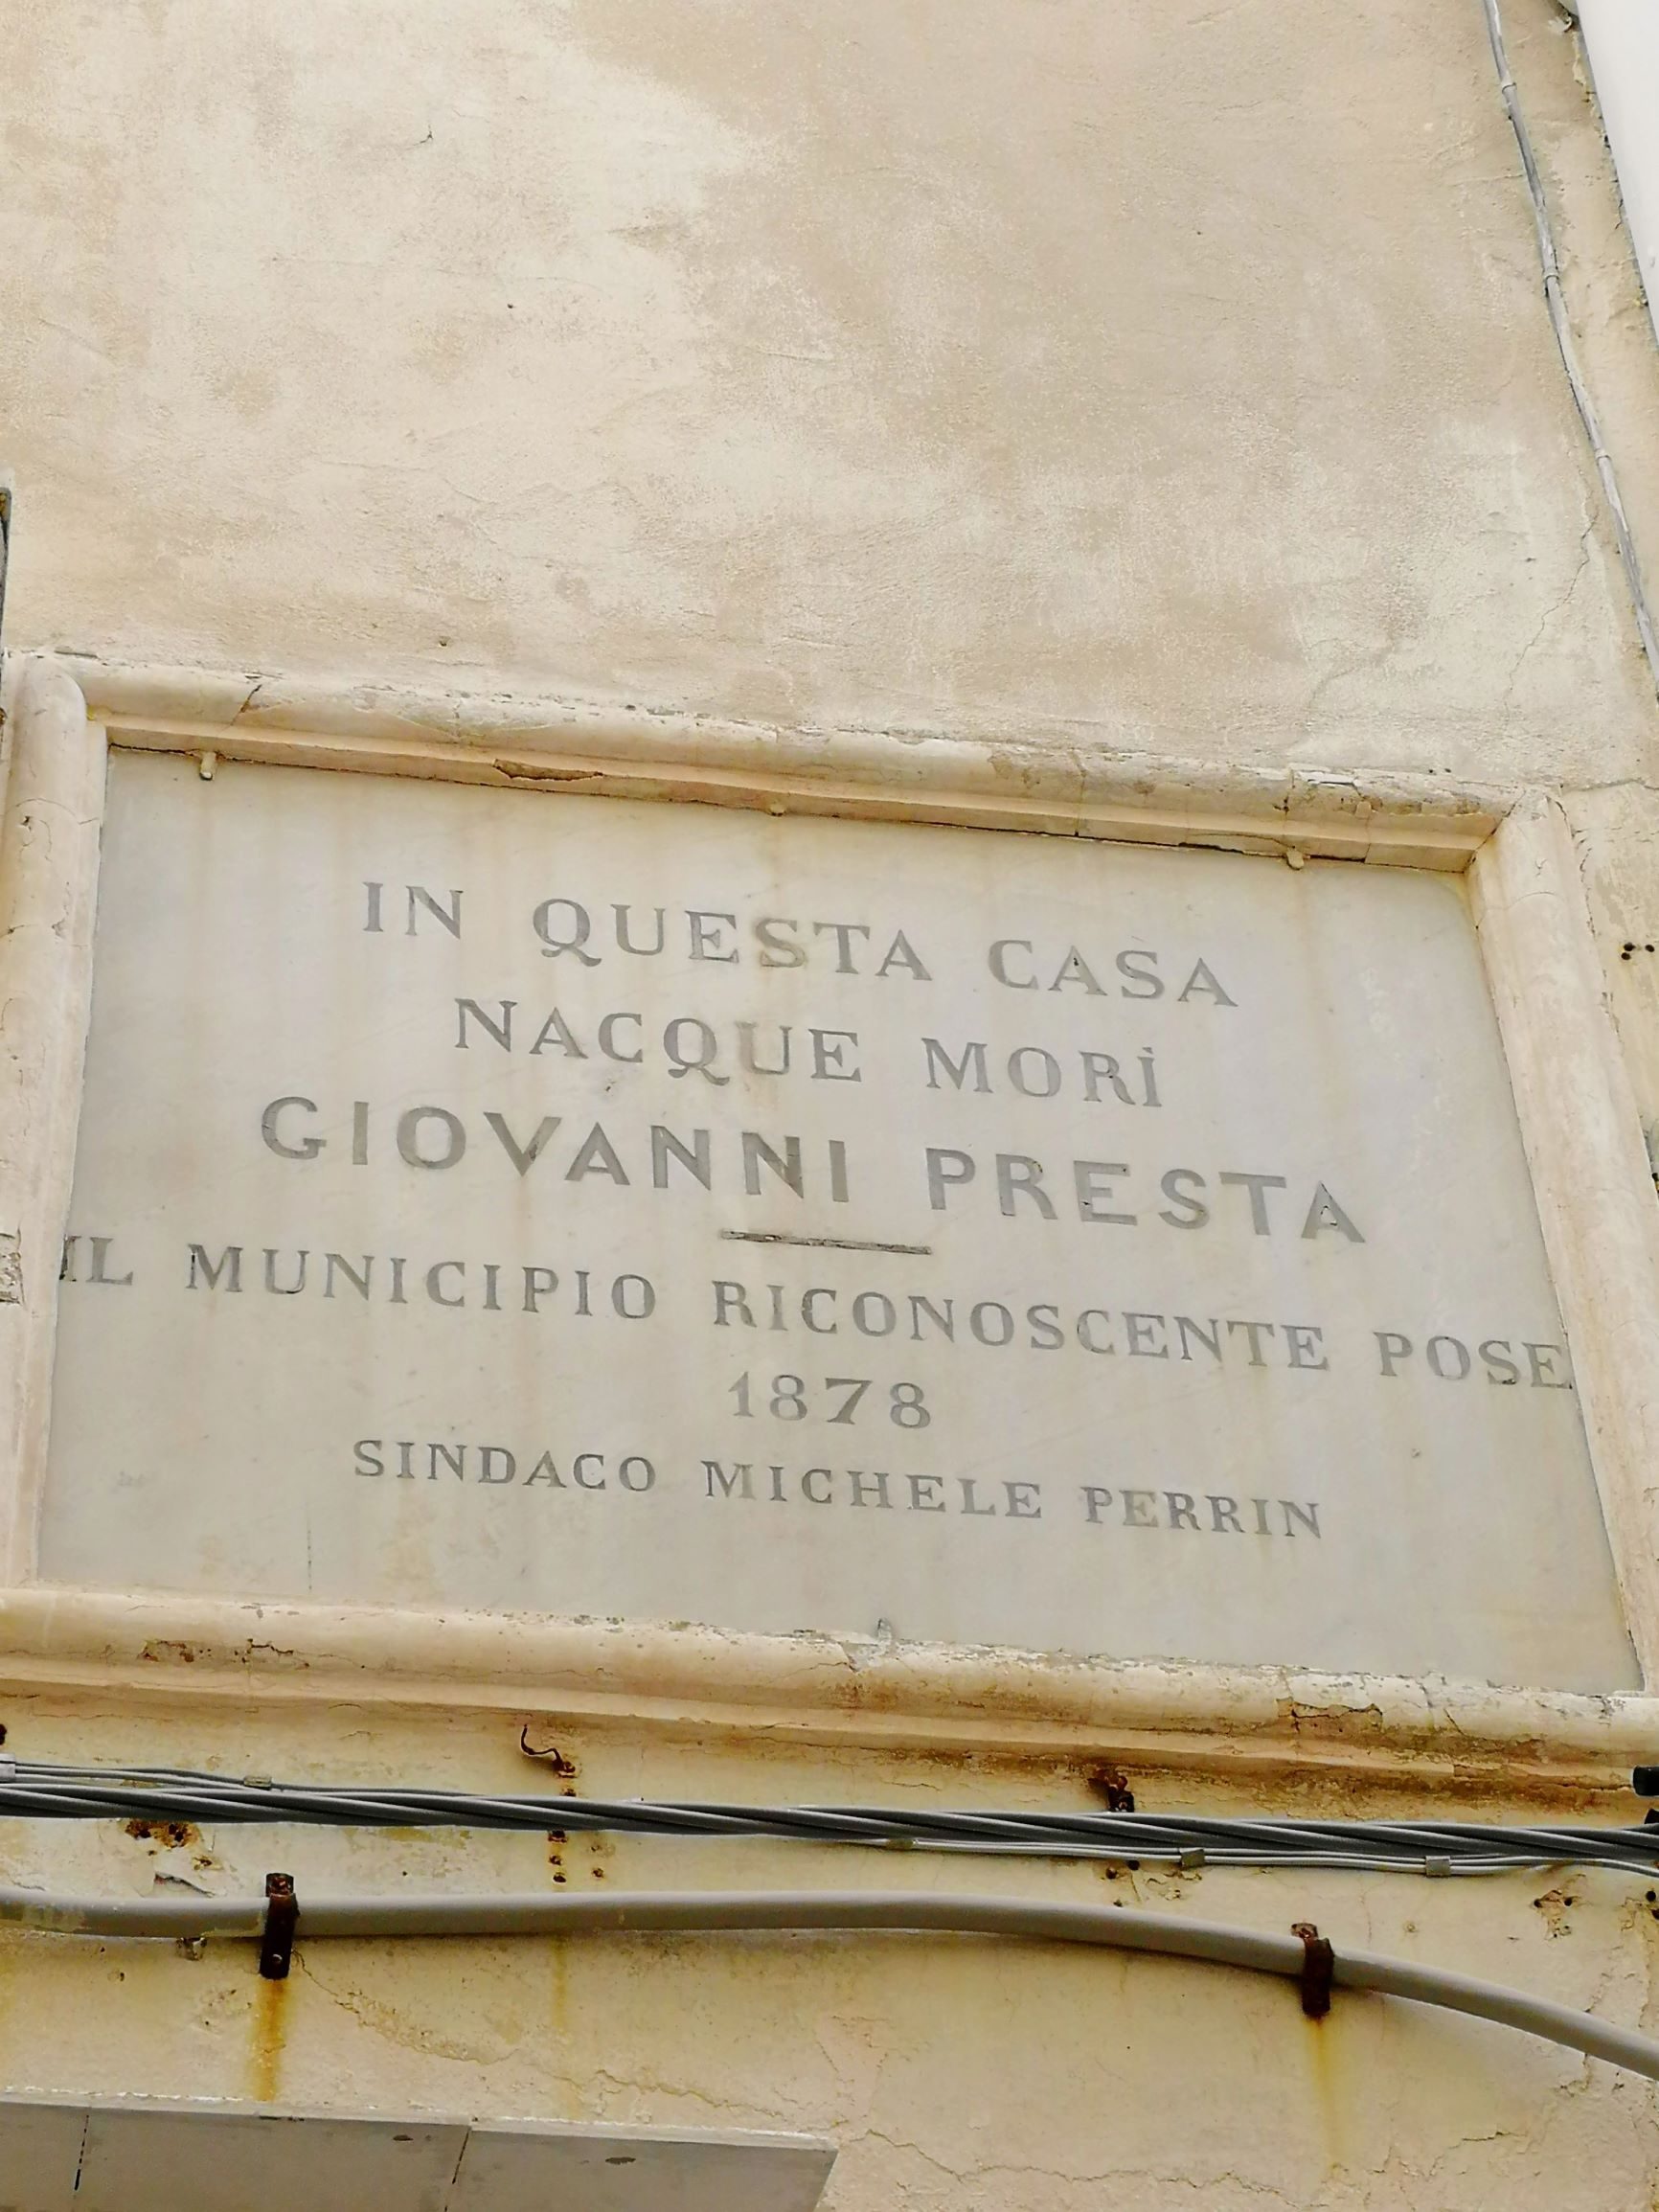 IN QUESTA CASA
NACQUE MORÌ
GIOVANNI PRESTA
IL MUNICIPIO RICONOSCENTE POSE
1878
SINDACO MICHELE PERRIN